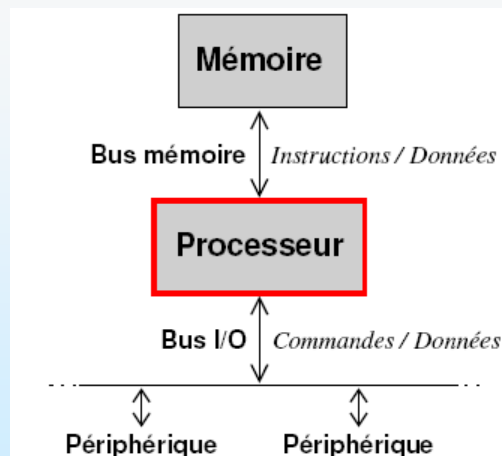 Mémoire
Bus mémoire Instructions / Données
Processeur
Bus I/O Commandes / Données
Périphérique Périphérique